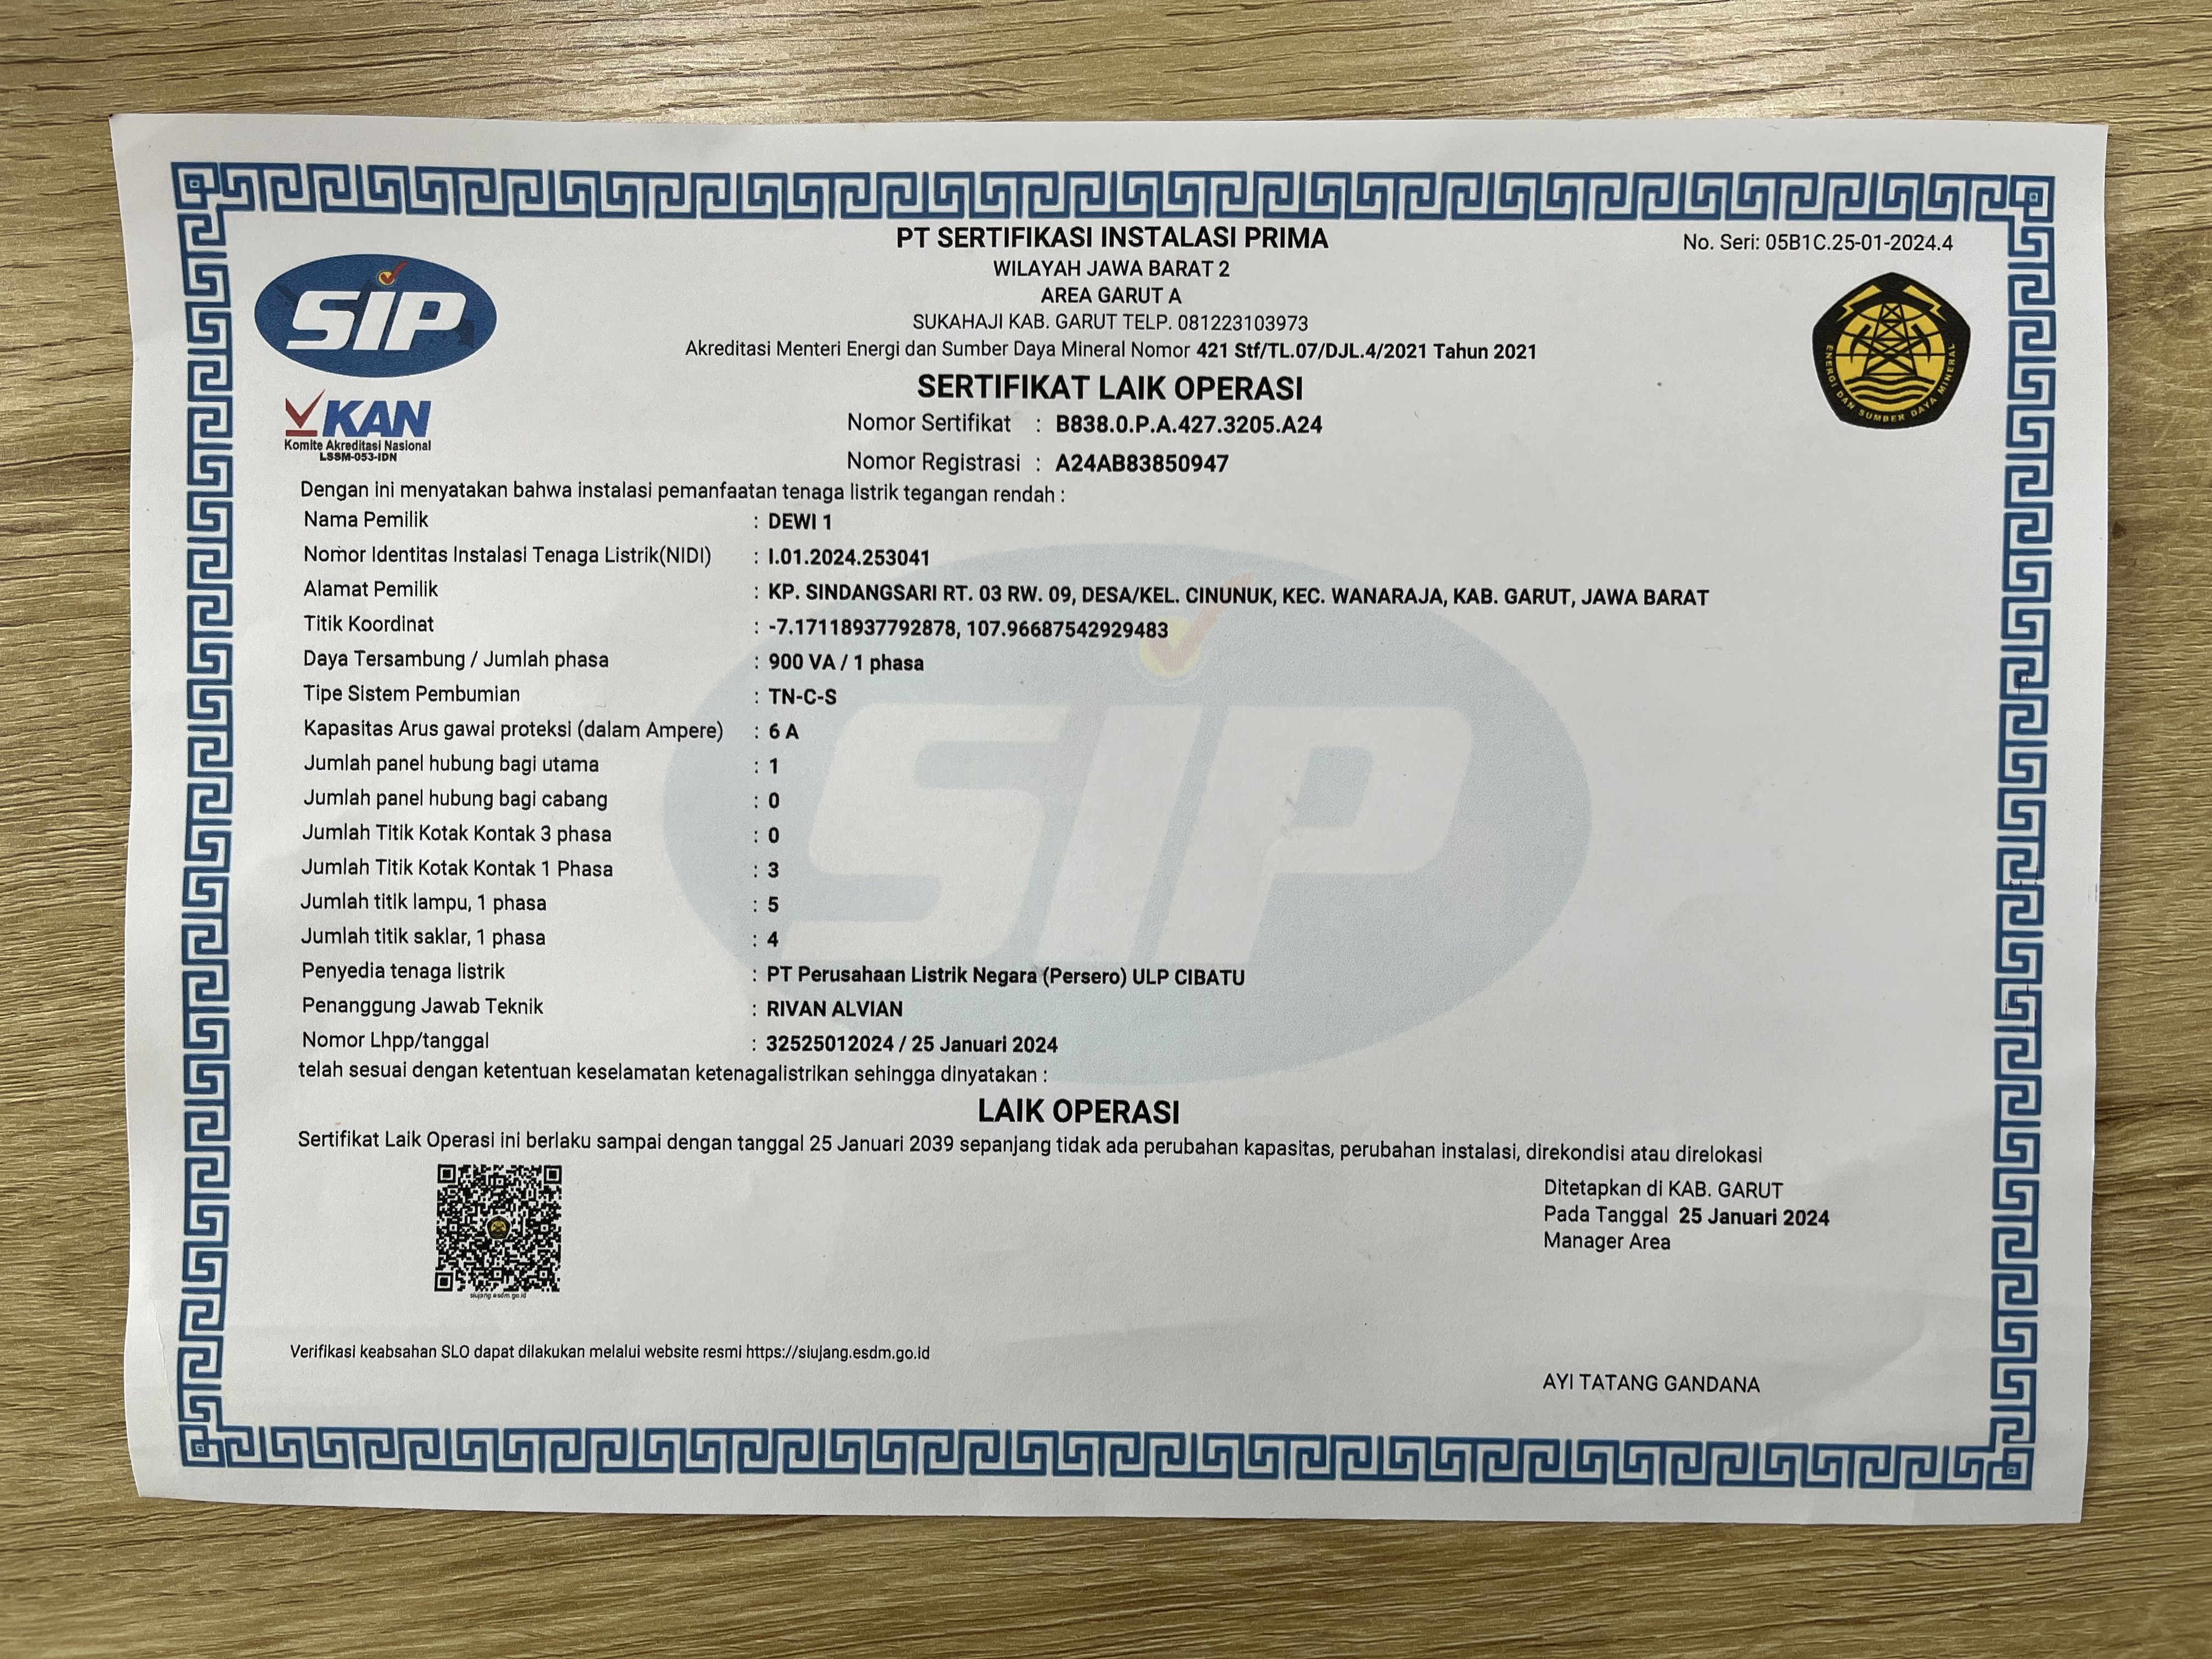 PT SERTIFIKASI INSTALASI PRIMA
No. Seri: 05B1C.25-01-2024.4
WILAYAH JAWA BARAT 2
AREA GARUT A
SUKAHAJI KAB. GARUT TELP. 081223103973
Akreditasi Menteri Energi dan Sumber Daya Mineral Nomor 421 Stf/TL.07/DJL.4/2021 Tahun 2021
SIP
ENERGI DAN SUMBER DAYA MINERAL
KAN
Komite Akreditasi Nasional
LSSM-053-IDN
SERTIFIKAT LAIK OPERASI
Nomor Sertifikat : B838.0.P.A.427.3205.A24
Nomor Registrasi : A24AB83850947
Dengan ini menyatakan bahwa instalasi pemanfaatan tenaga listrik tegangan rendah :
Nama Pemilik : DEWI 1
Nomor Identitas Instalasi Tenaga Listrik(NIDI) : I.01.2024.253041
Alamat Pemilik : KP. SINDANGSARI RT. 03 RW. 09, DESA/KEL. CINUNUK, KEC. WANARAJA, KAB. GARUT, JAWA BARAT
Titik Koordinat : -7.17118937792878, 107.96687542929483
Daya Tersambung / Jumlah phasa : 900 VA / 1 phasa
Tipe Sistem Pembumian : TN-C-S
Kapasitas Arus gawai proteksi (dalam Ampere) : 6 A
Jumlah panel hubung bagi utama : 1
Jumlah panel hubung bagi cabang : 0
Jumlah Titik Kotak Kontak 3 phasa : 0
Jumlah Titik Kotak Kontak 1 Phasa : 3
Jumlah titik lampu, 1 phasa : 5
Jumlah titik saklar, 1 phasa : 4
Penyedia tenaga listrik : PT Perusahaan Listrik Negara (Persero) ULP CIBATU
Penanggung Jawab Teknik : RIVAN ALVIAN
Nomor Lhpp/tanggal : 32525012024 / 25 Januari 2024
SIP
telah sesuai dengan ketentuan keselamatan ketenagalistrikan sehingga dinyatakan :
LAIK OPERASI
Sertifikat Laik Operasi ini berlaku sampai dengan tanggal 25 Januari 2039 sepanjang tidak ada perubahan kapasitas, perubahan instalasi, direkondisi atau direlokasi
Ditetapkan di KAB. GARUT
Pada Tanggal 25 Januari 2024
Manager Area
siujang.esdm.go.id
Verifikasi keabsahan SLO dapat dilakukan melalui website resmi https://siujang.esdm.go.id
AYI TATANG GANDANA